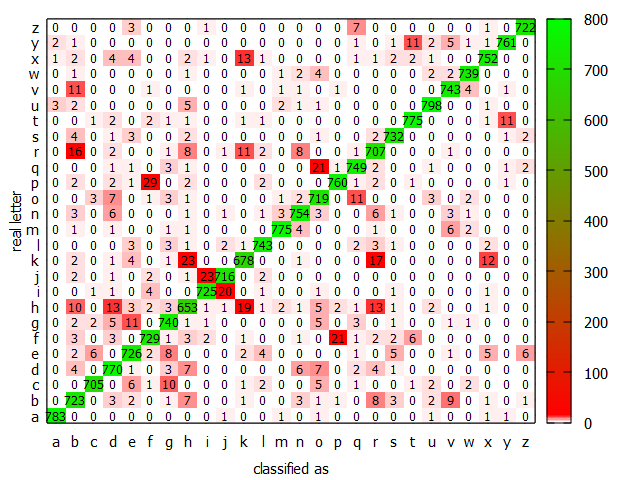 z 0 0 0 0 3 0 0 0 1 0 0 0 0 0 0 0 7 0 0 0 0 0 0 1 0 722
y 2 1 0 0 0 0 0 0 0 0 0 0 0 0 0 0 1 0 1 11 2 5 1 1 761 0
x 1 2 0 4 4 0 0 2 1 0 13 1 0 0 0 0 1 1 2 2 1 0 0 752 0 0
w 0 1 0 0 0 0 0 1 0 0 0 0 1 2 4 0 0 0 0 0 2 2 739 0 0 0
v 0 11 0 0 0 1 0 0 1 0 1 1 0 1 0 1 0 0 0 0 0 743 4 0 1 0
u 3 2 0 0 0 0 0 5 0 0 0 0 2 1 1 0 0 0 0 0 798 0 0 1 0 0
t 0 0 1 2 0 2 1 1 0 0 0 1 0 0 0 0 0 0 0 775 0 0 0 0 11 0
s 0 4 0 1 3 0 0 2 0 0 0 0 0 0 1 0 0 2 732 0 0 0 0 0 1 2
r 0 16 0 2 0 0 1 8 0 1 11 2 0 8 0 0 0 707 0 0 0 1 0 0 0 0
q 0 0 0 1 1 0 3 1 0 0 0 0 0 0 21 1 749 2 0 0 0 0 0 1 1 2
p 0 2 0 2 1 29 0 2 0 0 0 2 0 0 0 760 1 2 0 1 0 0 0 0 1 0
o 0 0 3 7 0 1 3 1 0 0 0 0 1 2 719 0 11 0 0 0 3 0 2 0 0 0
n 0 3 0 6 0 0 0 0 1 0 0 1 3 754 3 0 0 6 1 0 0 3 1 0 0 0
m 0 1 0 1 0 0 0 1 1 0 0 0 775 4 0 0 0 0 0 0 0 6 2 0 0 0
l 0 0 0 0 3 0 3 1 0 2 1 743 0 0 0 0 2 3 1 0 0 0 0 2 0 0
k 0 2 0 1 4 0 1 23 0 0 678 0 0 0 0 0 0 17 0 0 0 0 0 12 0 0
j 0 2 0 1 0 2 0 1 23 716 0 2 0 0 0 0 0 0 0 0 0 0 0 0 0 0
i 0 0 1 1 0 4 0 0 725 20 0 0 0 0 0 0 0 0 1 0 0 0 0 1 0 0
h 0 10 0 13 3 2 3 653 1 1 19 1 2 1 5 2 1 13 1 0 2 0 0 1 0 0
g 0 2 2 5 11 0 740 1 1 0 0 0 0 0 5 0 3 0 1 0 0 1 1 0 0 0
f 0 3 0 3 0 729 1 3 2 0 1 0 0 0 0 21 1 2 2 6 0 0 0 0 0 0
e 0 2 6 0 726 2 8 0 0 0 2 4 0 0 0 0 0 0 5 0 1 0 0 5 0 6
d 0 4 0 770 1 0 3 7 0 0 0 0 0 6 7 0 2 4 0 0 0 0 0 0 0 0
c 0 0 705 0 6 1 10 0 0 0 1 2 0 0 5 0 0 0 0 1 2 0 2 0 0 0
b 0 723 0 3 2 0 1 7 0 0 0 1 0 3 1 1 0 8 3 2 0 9 0 0 0 0
a 783 0 0 0 0 0 0 0 0 1 0 0 1 0 1 0 0 0 0 0 1 0 0 1 1 0
a b c d e f g h i j k l m n o p q r s t u v w x y z
real letter
classified as
800
700
600
500
400
300
200
100
0